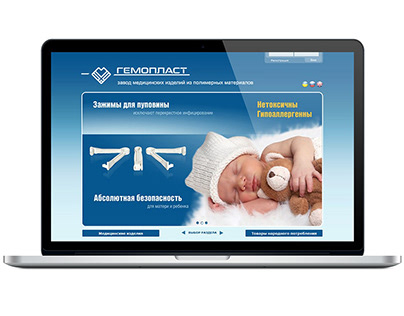 ГЕМОПЛАСТ
завод медицинских изделий из полимерных материалов
Зажимы для пуповины
исключают перекрестное инфицирование
Нетоксичны
Гипоаллергенны
Абсолютная безопасность
для матери и ребенка
Медицинские изделия
ВЫБОР РАЗДЕЛА
Товары народного потребления